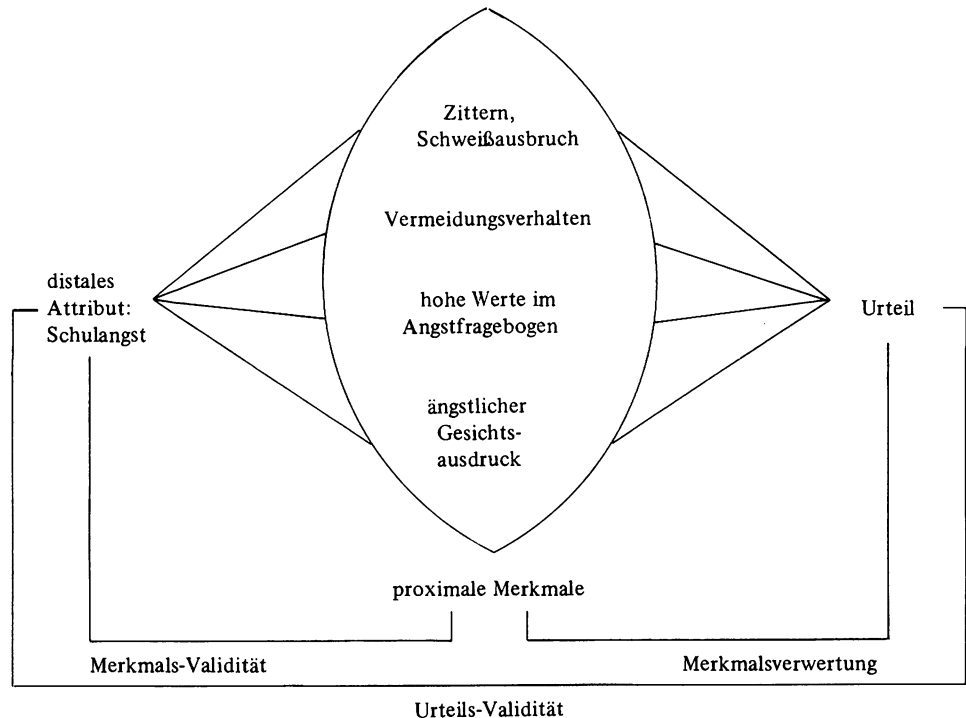 Zittern,
Schweißausbruch
Vermeidungsverhalten
distales
Attribut:
Schulangst
hohe Werte im
Angstfragebogen
Urteil
ängstlicher
Gesichts-
ausdruck
proximale Merkmale
Merkmals-Validität
Merkmalsverwertung
Urteils-Validität